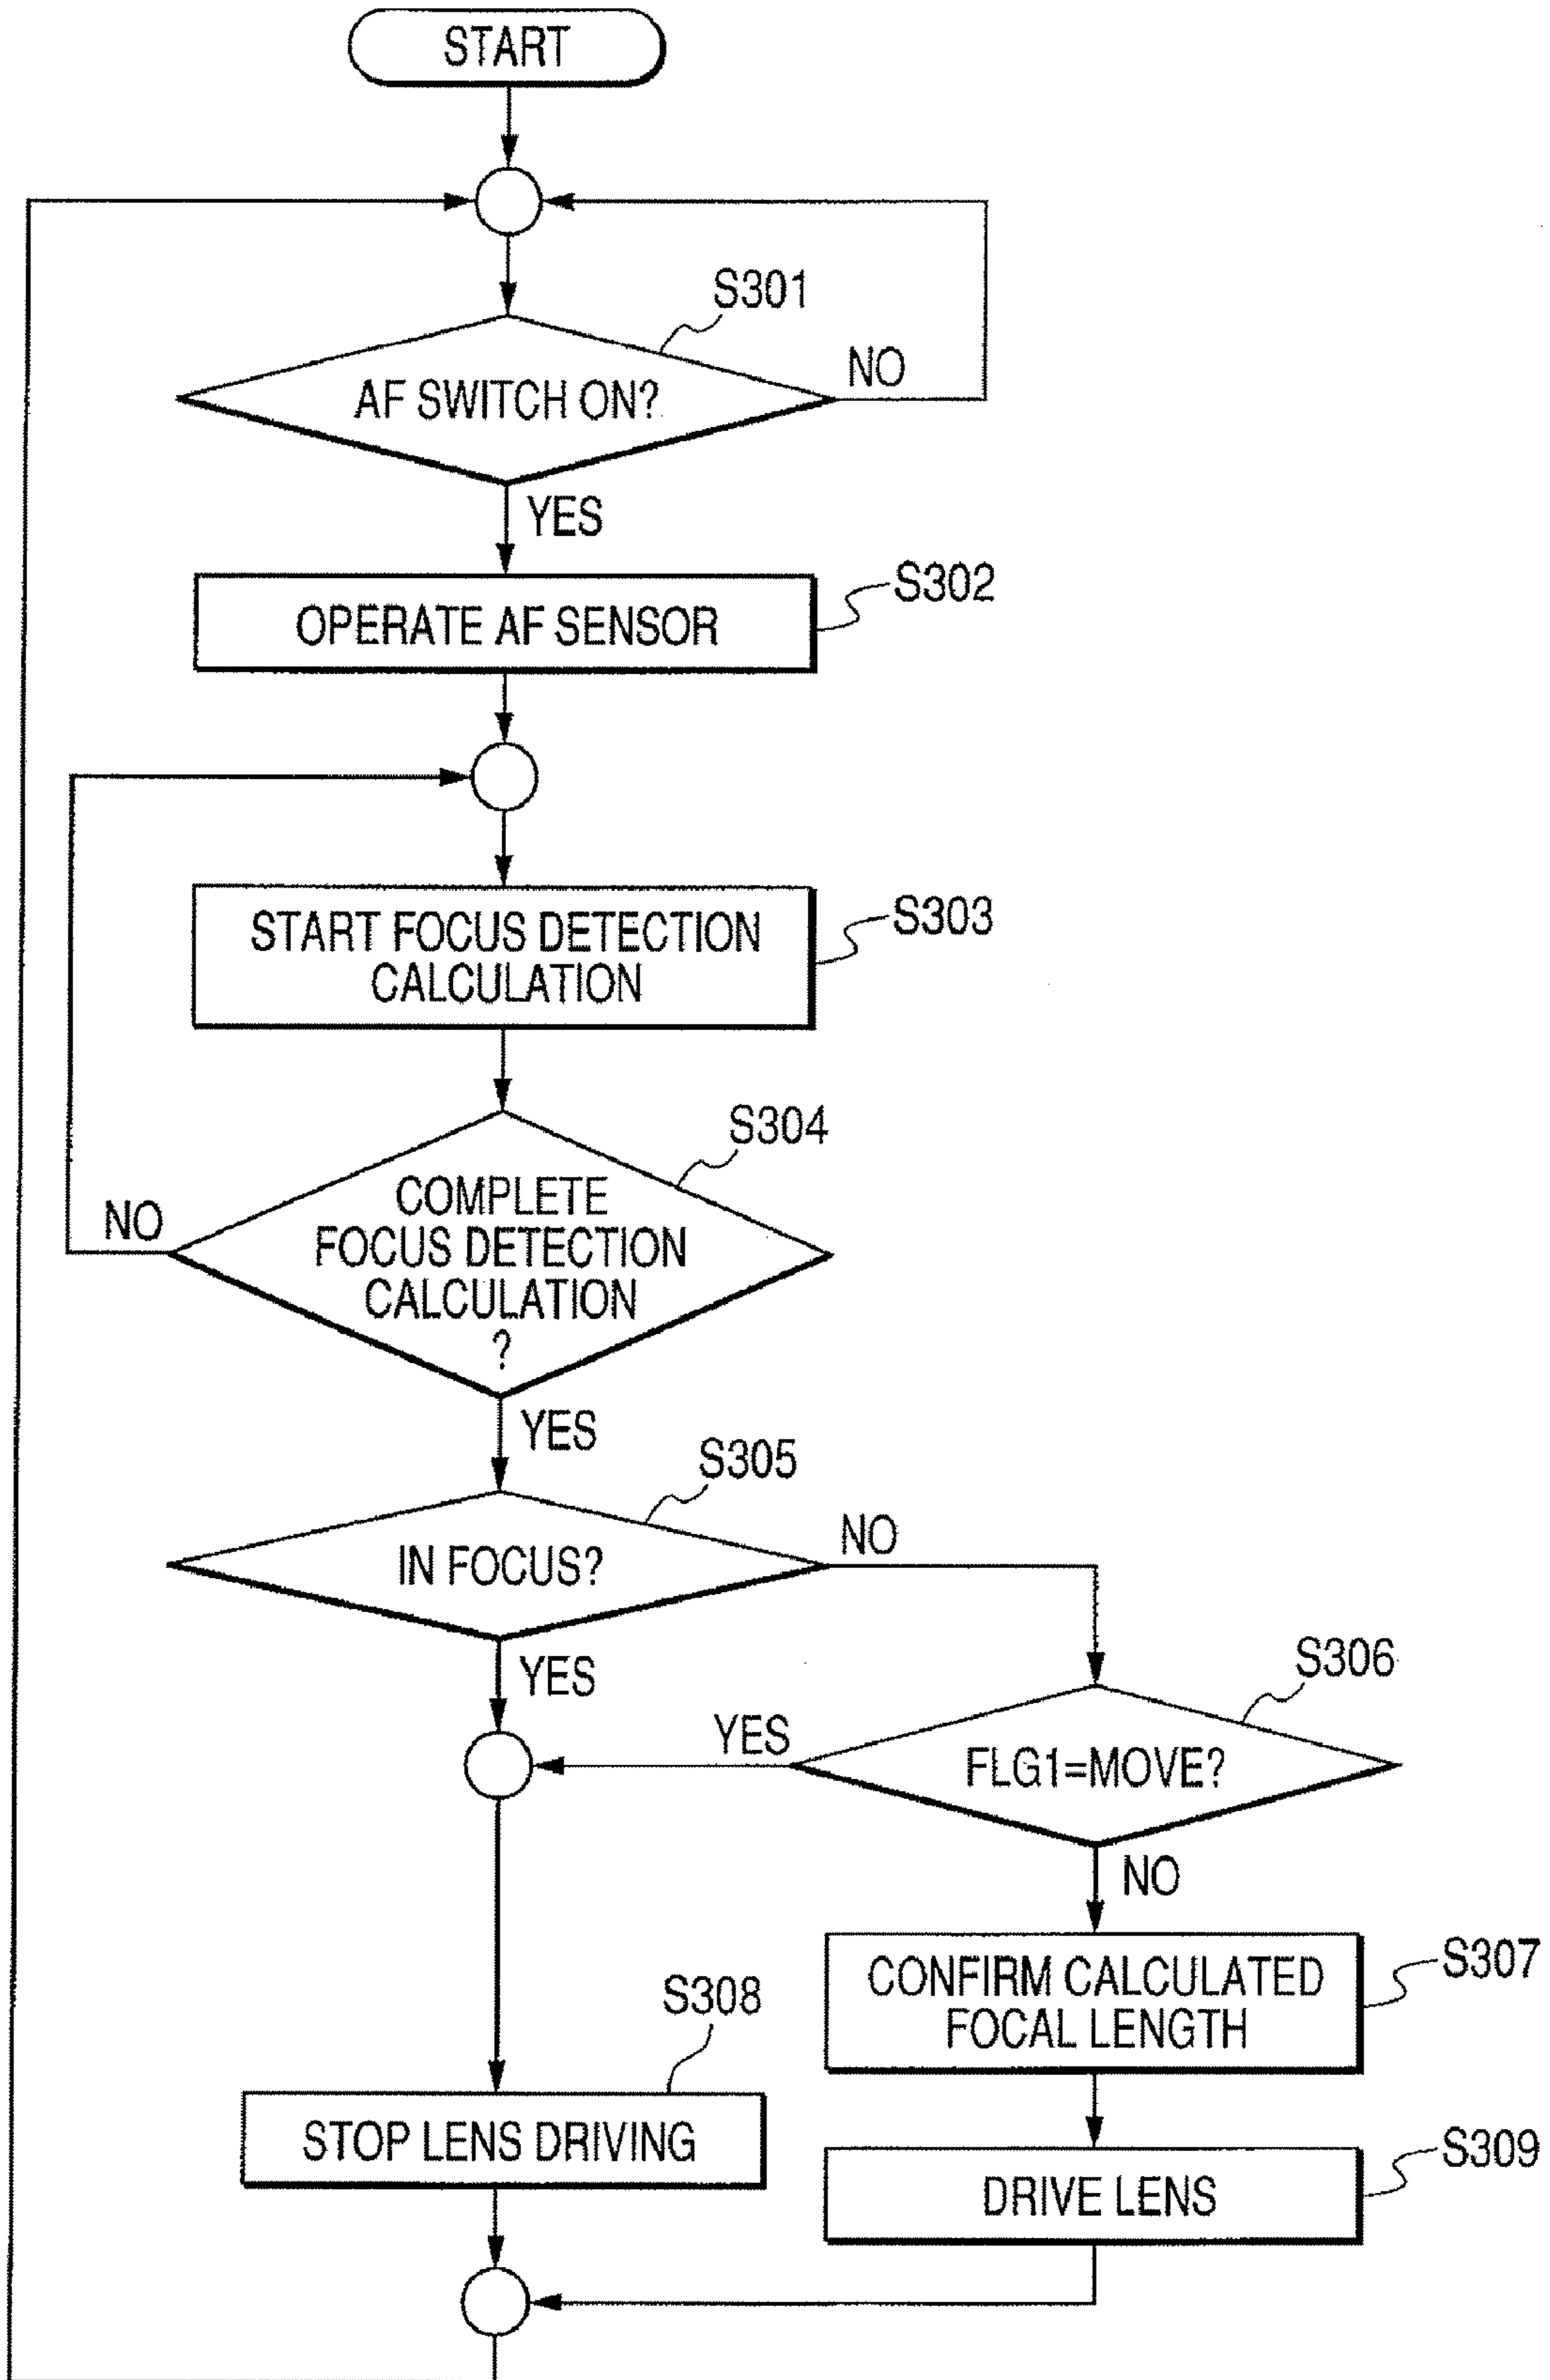 START
S301
AF SWITCH ON?
NO
YES
S302
OPERATE AF SENSOR
S303
START FOCUS DETECTION
CALCULATION
S304
COMPLETE
FOCUS DETECTION
CALCULATION
?
NO
YES
S305
IN FOCUS?
NO
YES
S306
FLG1=MOVE?
YES
NO
S307
CONFIRM CALCULATED
FOCAL LENGTH
S308
STOP LENS DRIVING
S309
DRIVE LENS